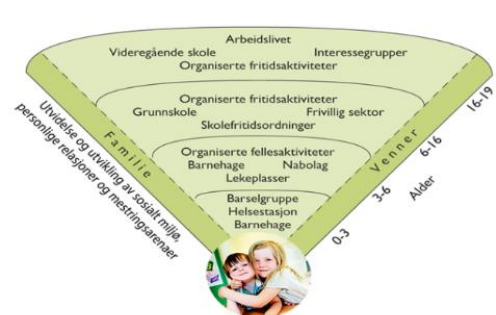 Arbeidslivet
Videregående skole Interessegrupper
Organiserte fritidsaktiviteter
Organiserte fritidsaktiviteter
Grunnskole Frivillig sektor
Skolefritidsordninger
Organiserte fellesaktiviteter
Barnehage Nabolag
Lekeplasser
Barselgruppe
Helsestasjon
Barnehage
Familie
Venner
Utvidelse og utvikling av sosialt miljø,
personlige relasjoner og mestringsarenaer
0-3
3-6
6-16
16-19
Alder